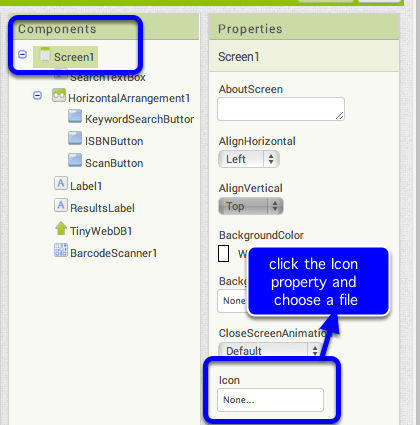 Components
Screen1
SearchTextBox
HorizontalArrangement1
KeywordSearchButtor
ISBNButton
ScanButton
Label1
ResultsLabel
TinyWebDB1
BarcodeScanner1
Properties
Screen1
AboutScreen
AlignHorizontal
Left
AlignVertical
Top
BackgroundColor
W
Backg
None..
click the Icon
property and
choose a file
CloseScreenAnimation
Default
Icon
None...